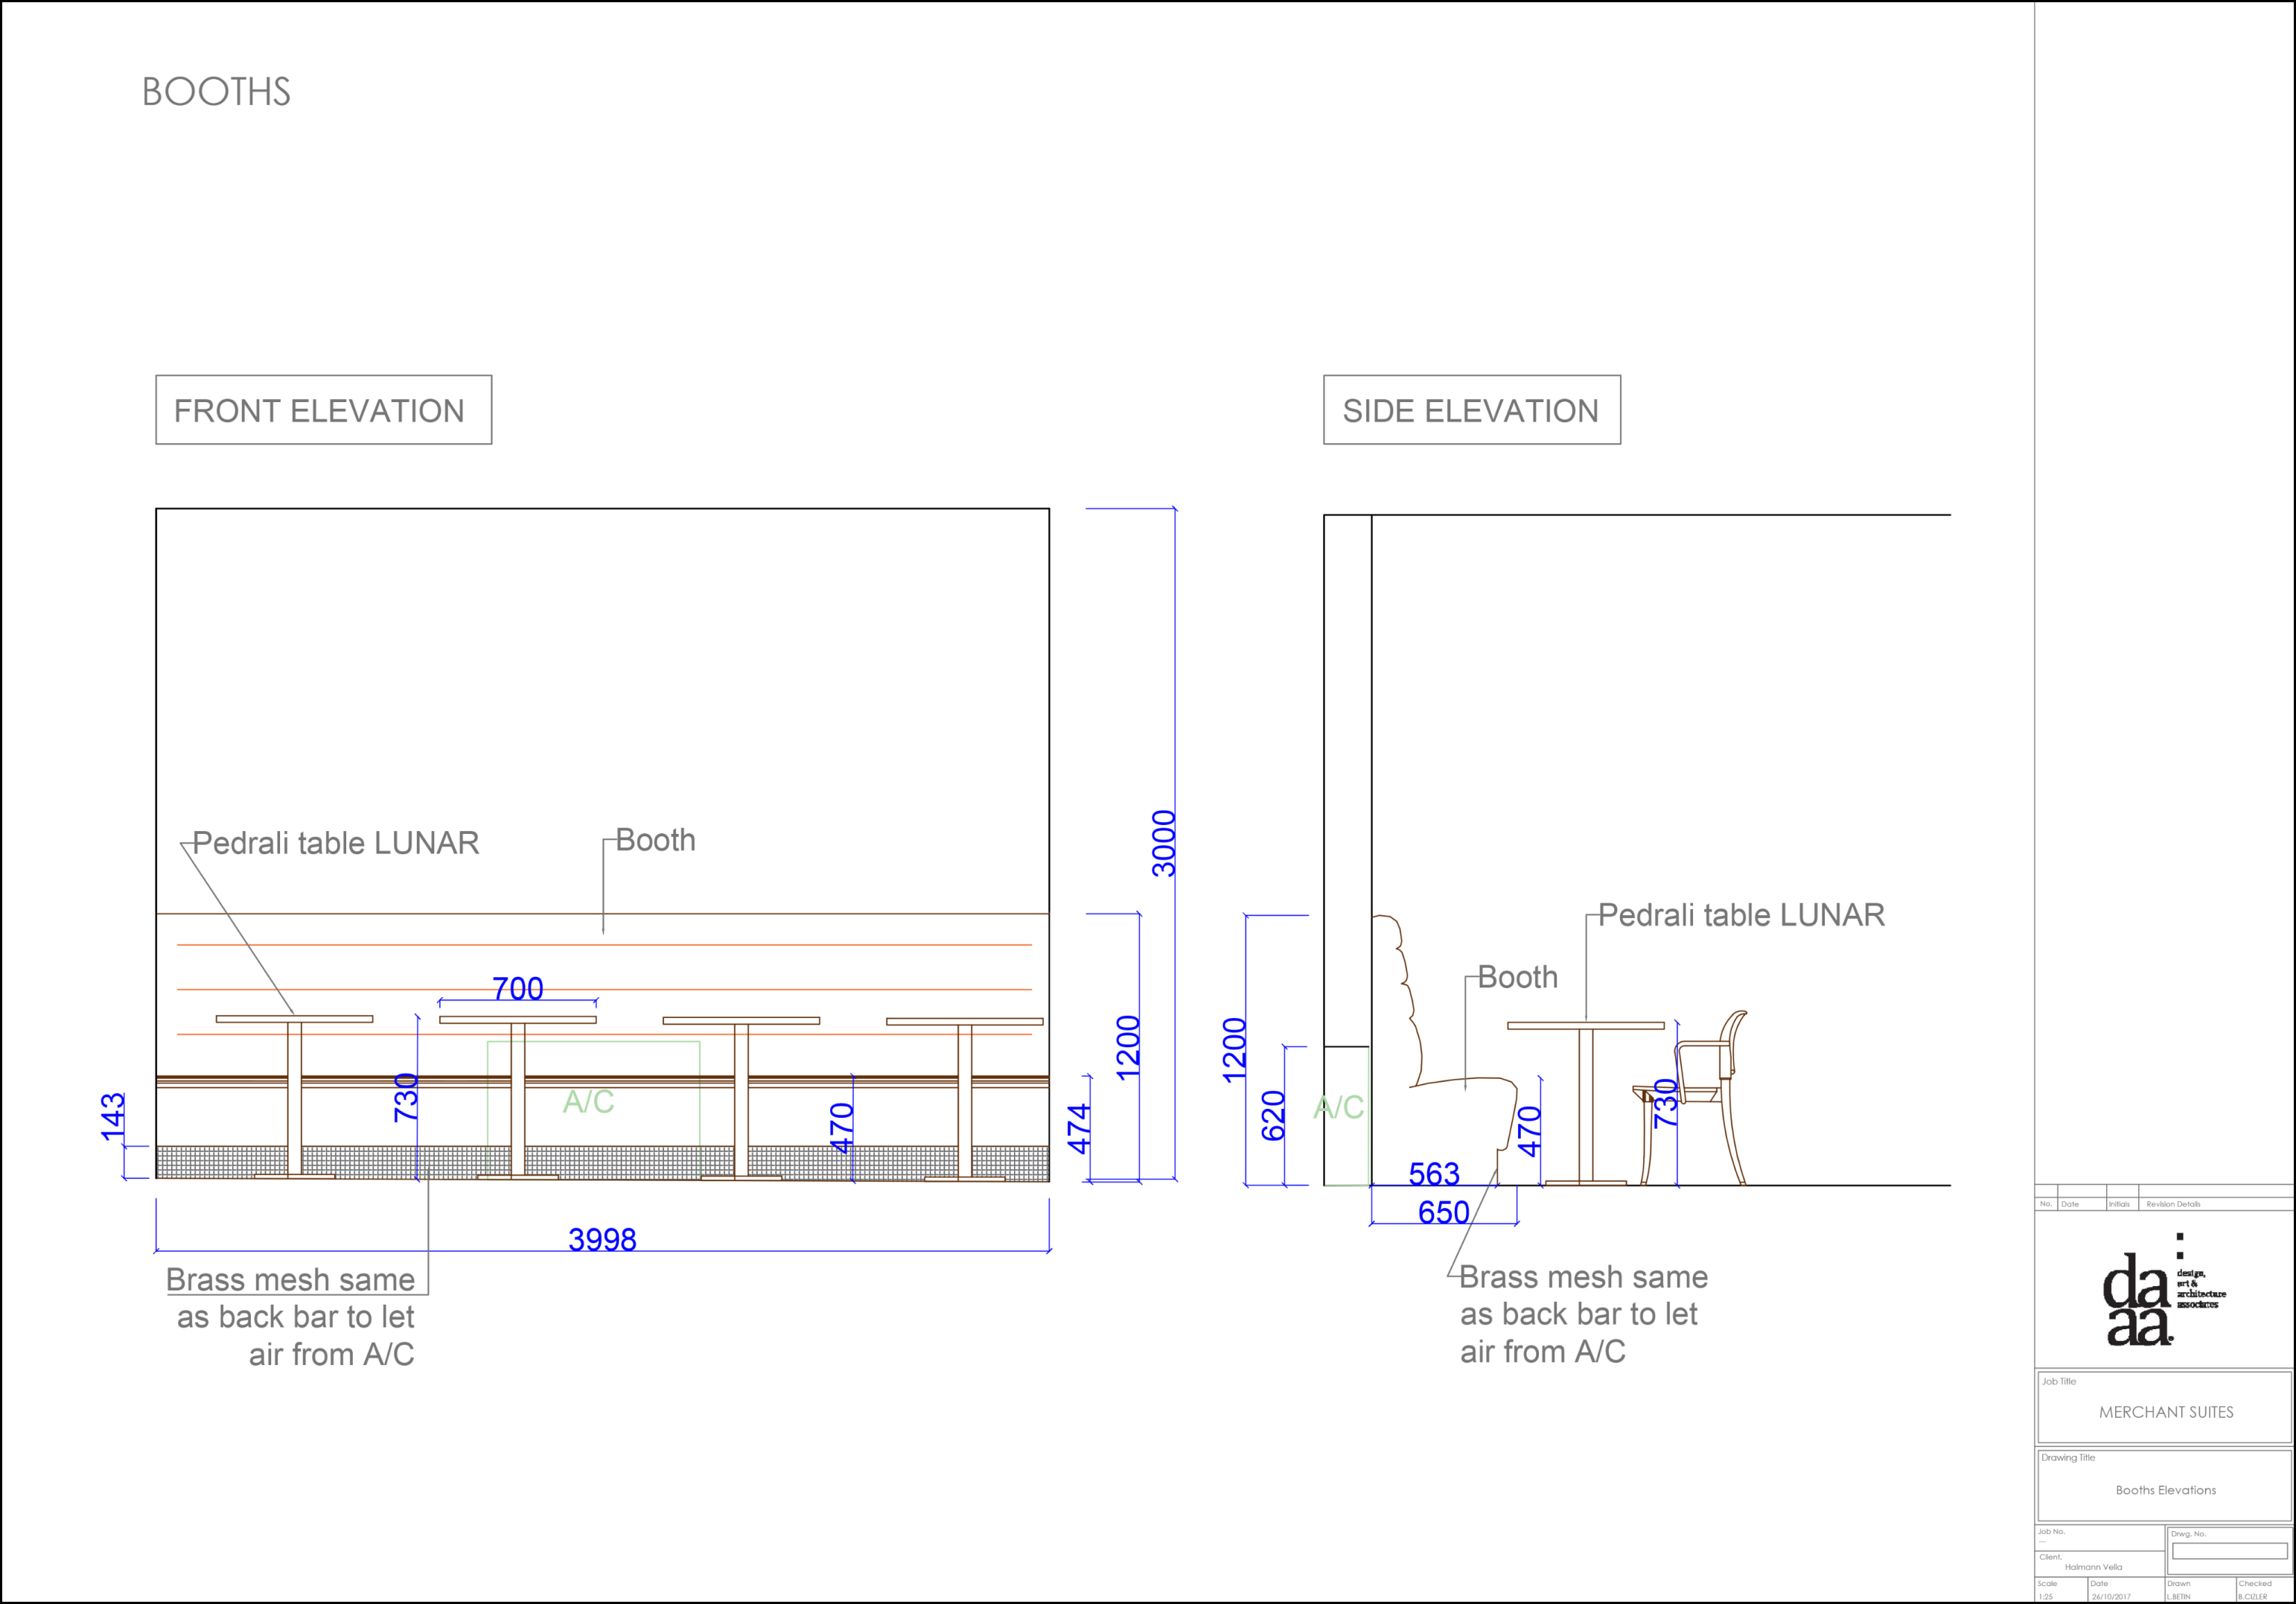 BOOTHS
FRONT ELEVATION
SIDE ELEVATION
Pedrali table LUNAR
Booth
3000
700
1200
143
730
A/C
470
474
3998
Brass mesh same
as back bar to let
air from A/C
Pedrali table LUNAR
Booth
1200
620
A/C
470
730
563
650
Brass mesh same
as back bar to let
air from A/C
No. Date Initials Revision Details
da
aa.
design,
art &
architecture
associates
Job Title
MERCHANT SUITES
Drawing Title
Booths Elevations
Job No.
---
Drwg. No.
Client.
Halmann Vella
Scale Date Drawn Checked
1:25 26/10/2017 L.BETIN B.CIZLER